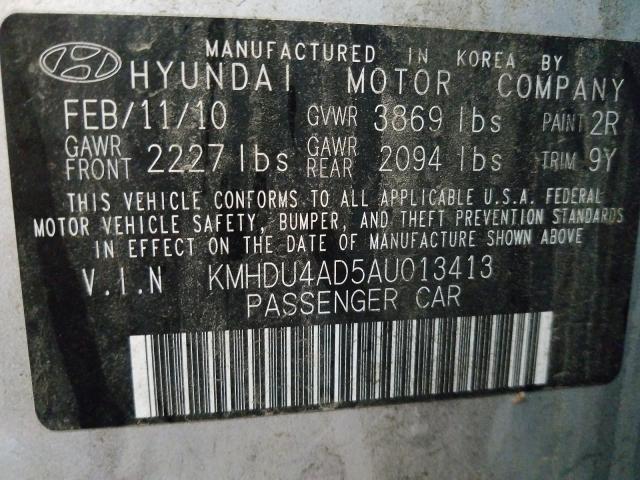 MANUFACTURED IN KOREA BY
HYUNDAI MOTOR COMPANY
FEB/11/10 GVWR 3869 lbs PAINT 2R
GAWR FRONT 2227 lbs GAWR REAR 2094 lbs TRIM 9Y
THIS VEHICLE CONFORMS TO ALL APPLICABLE U.S.A. FEDERAL
MOTOR VEHICLE SAFETY, BUMPER, AND THEFT PREVENTION STANDARDS
IN EFFECT ON THE DATE OF MANUFACTURE SHOWN ABOVE
V.I.N KMHDU4AD5AU013413
PASSENGER CAR